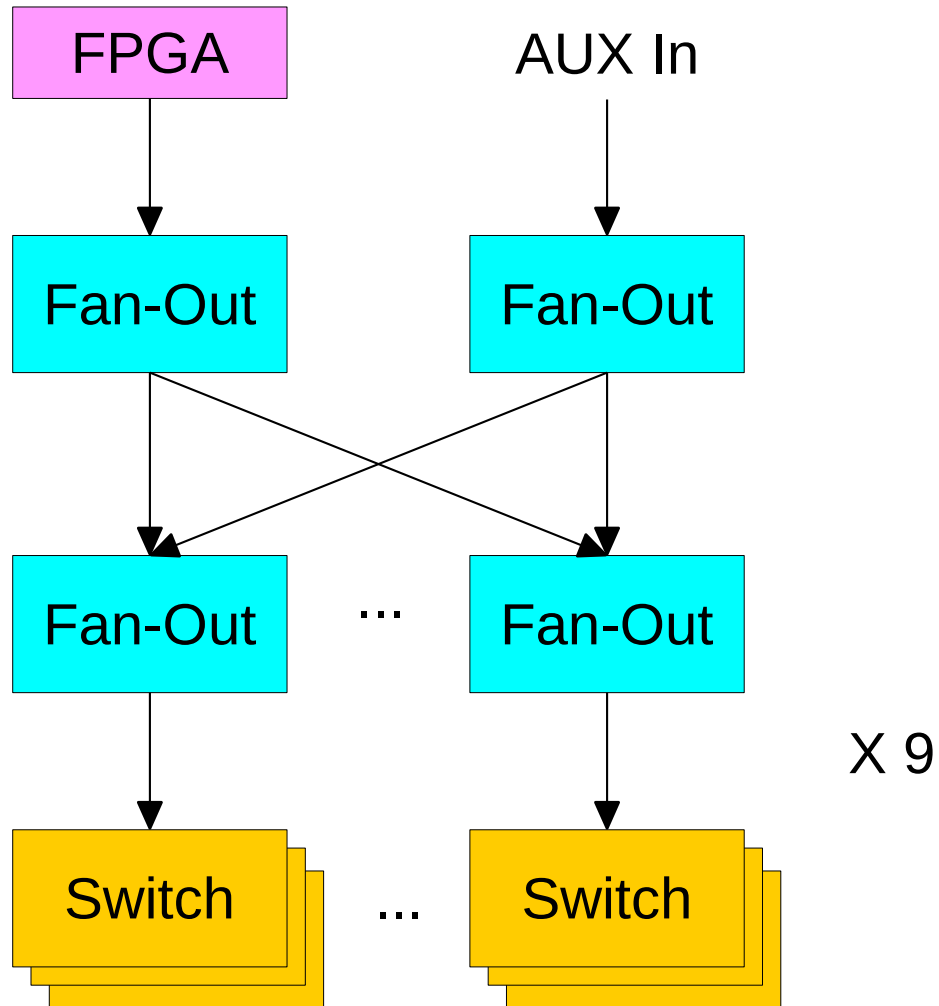 FPGA
AUX In
Fan-Out
Fan-Out
Fan-Out
...
Fan-Out
X 9
Switch
...
Switch